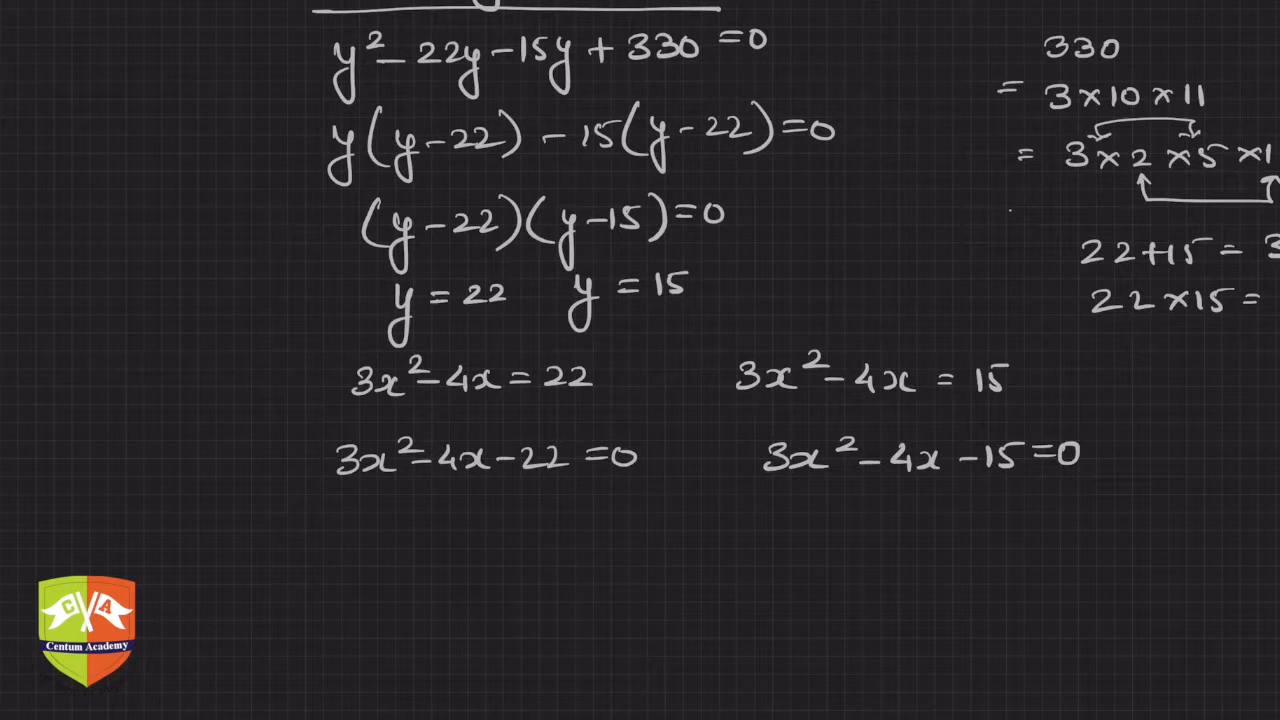 y² - 22y - 15y + 330 = 0
y(y - 22) - 15(y - 22) = 0
(y - 22)(y - 15) = 0
y = 22 y = 15
3x² - 4x = 22 3x² - 4x = 15
3x² - 4x - 22 = 0 3x² - 4x - 15 = 0
330
= 3 × 10 × 11
= 3 × 2 × 5 × 1
22 + 15 = 3
22 × 15 =
C A
Centum Academy